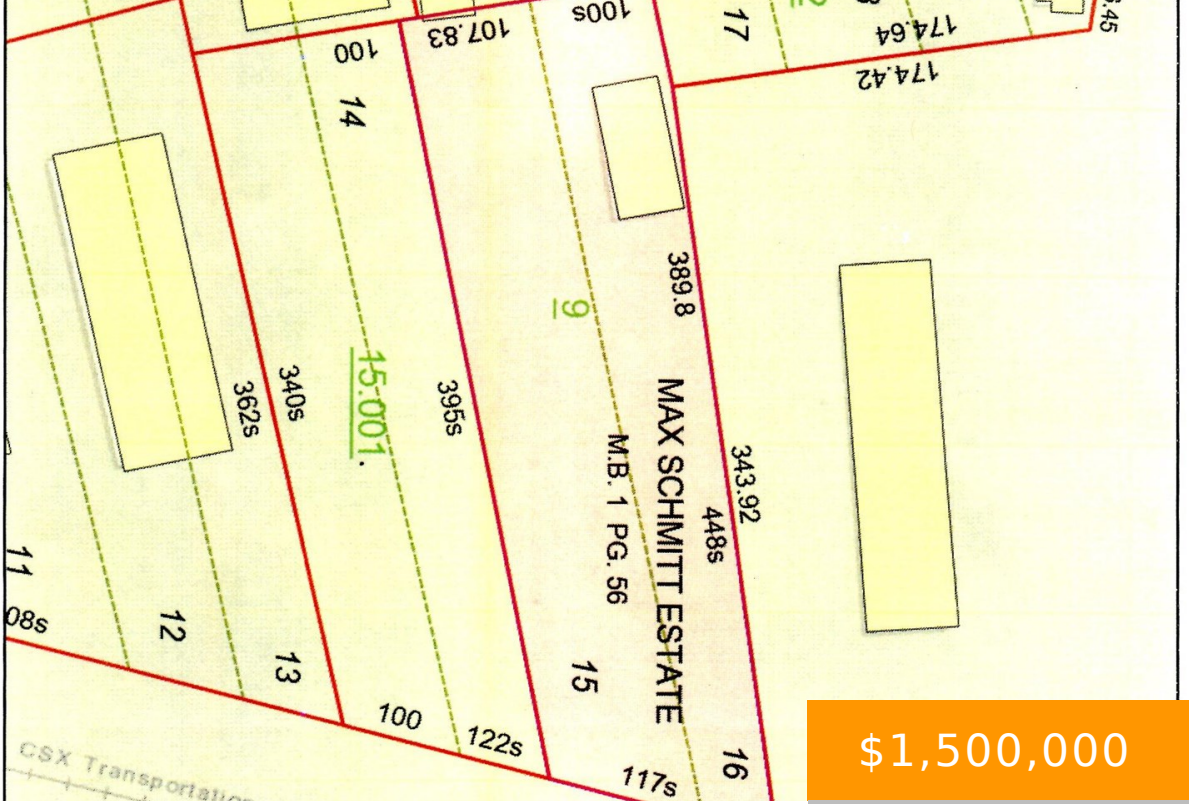 100s
17
174.64
174.42
.45
107.83
100
14
389.8
9
362s
340s
15.001.
395s
MAX SCHMITT ESTATE
M.B. 1 PG. 56
343.92
448s
11
08s
12
13
15
16
100
122s
117s
CSX Transportation
$1,500,000